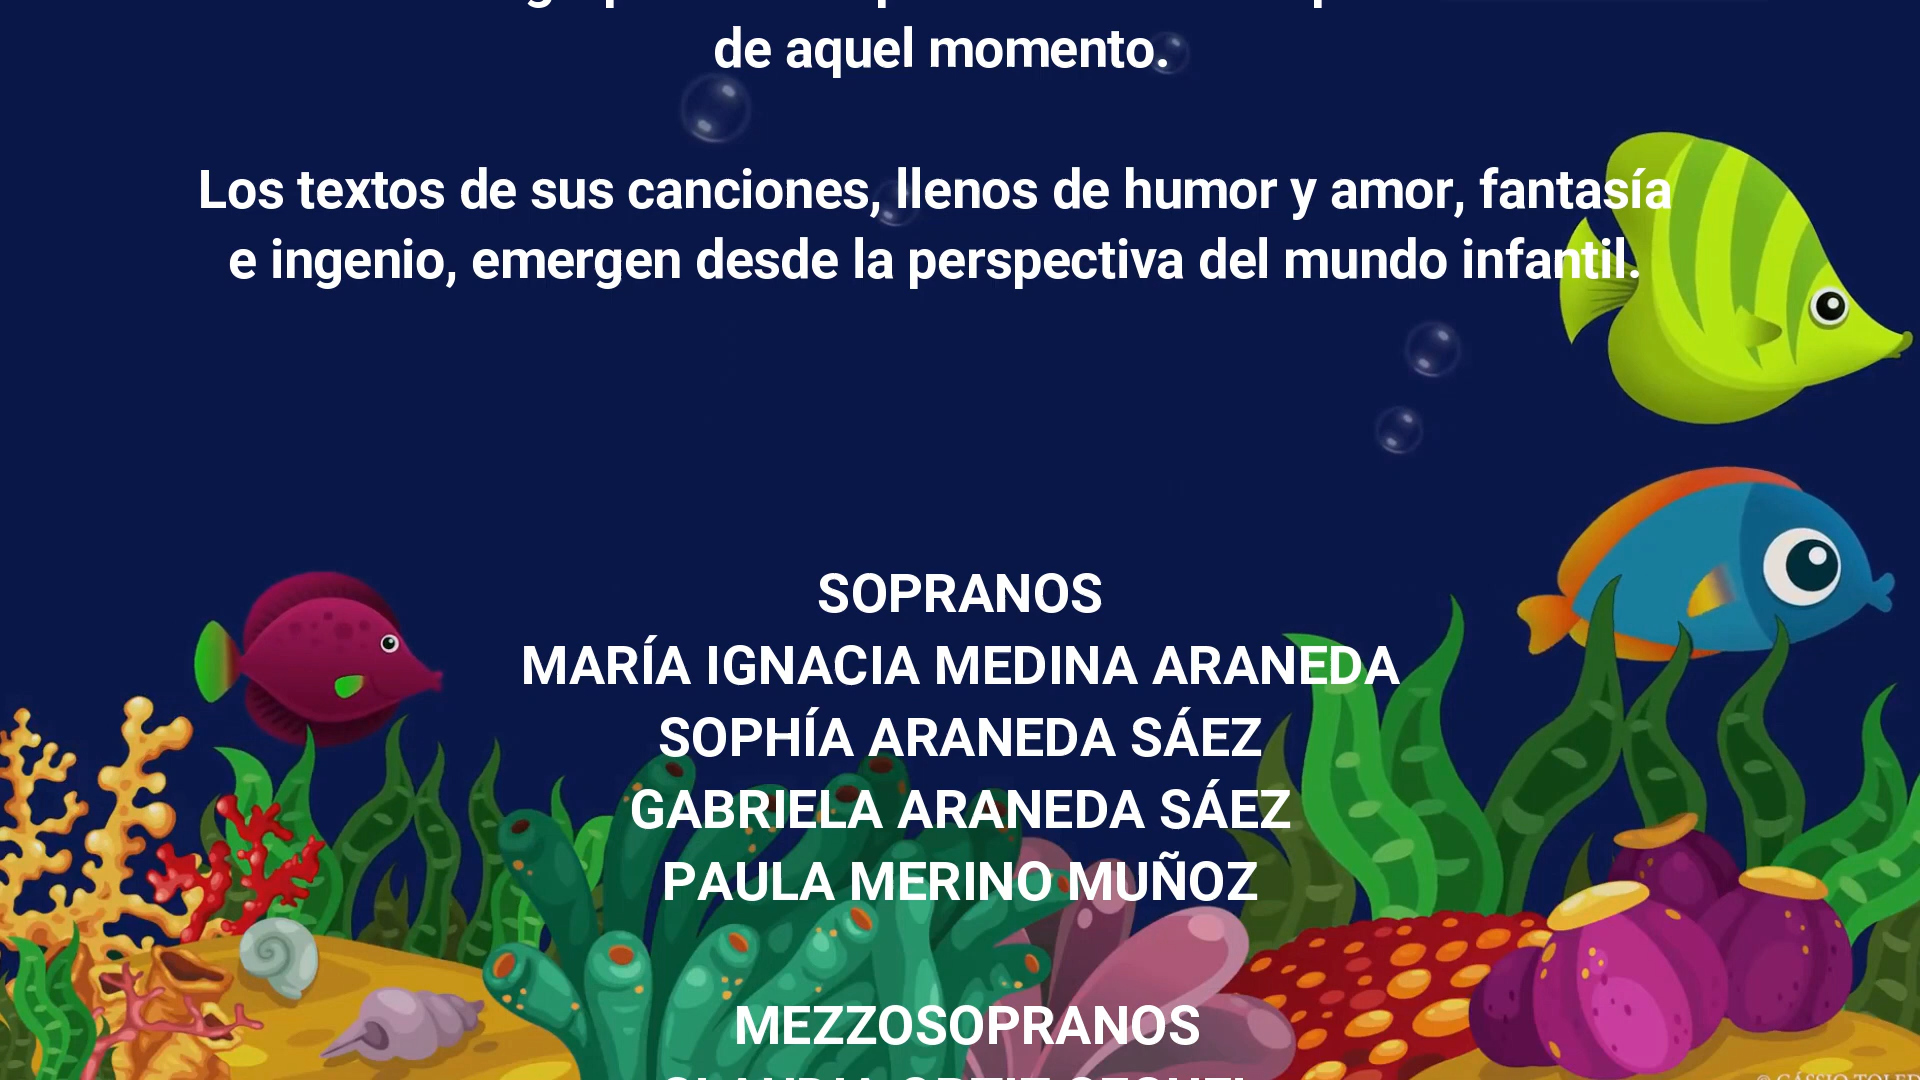 de aquel momento.
Los textos de sus canciones, llenos de humor y amor, fantasía
e ingenio, emergen desde la perspectiva del mundo infantil.
SOPRANOS
MARÍA IGNACIA MEDINA ARANEDA
SOPHÍA ARANEDA SÁEZ
GABRIELA ARANEDA SÁEZ
PAULA MERINO MUÑOZ
MEZZOSOPRANOS